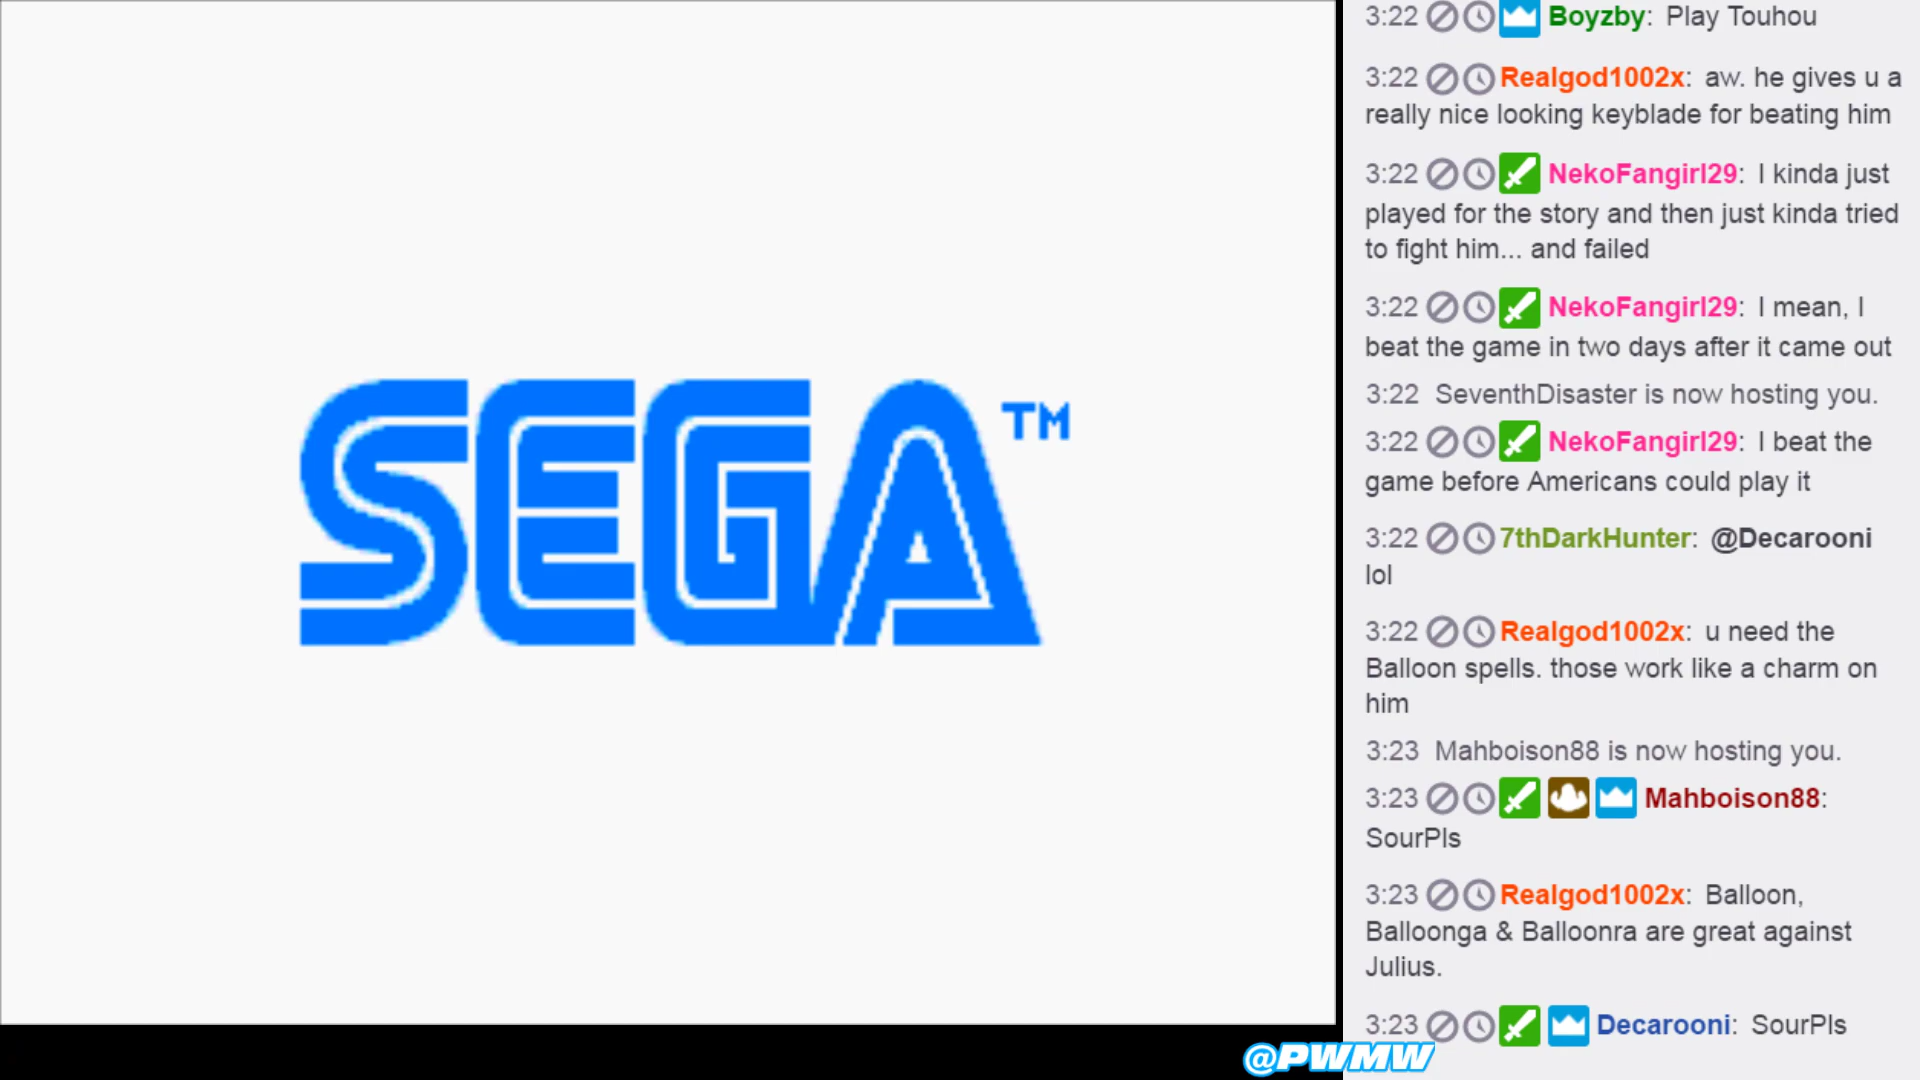 SEGA TM
3:22 Boyzby: Play Touhou
3:22 Realgod1002x: aw. he gives u a
really nice looking keyblade for beating him
3:22 NekoFangirl29: I kinda just
played for the story and then just kinda tried
to fight him... and failed
3:22 NekoFangirl29: I mean, I
beat the game in two days after it came out
3:22 SeventhDisaster is now hosting you.
3:22 NekoFangirl29: I beat the
game before Americans could play it
3:22 7thDarkHunter: @Decarooni
lol
3:22 Realgod1002x: u need the
Balloon spells. those work like a charm on
him
3:23 Mahboison88 is now hosting you.
3:23 Mahboison88:
SourPls
3:23 Realgod1002x: Balloon,
Balloonga & Balloonra are great against
Julius.
3:23 Decarooni: SourPls
@PWMW